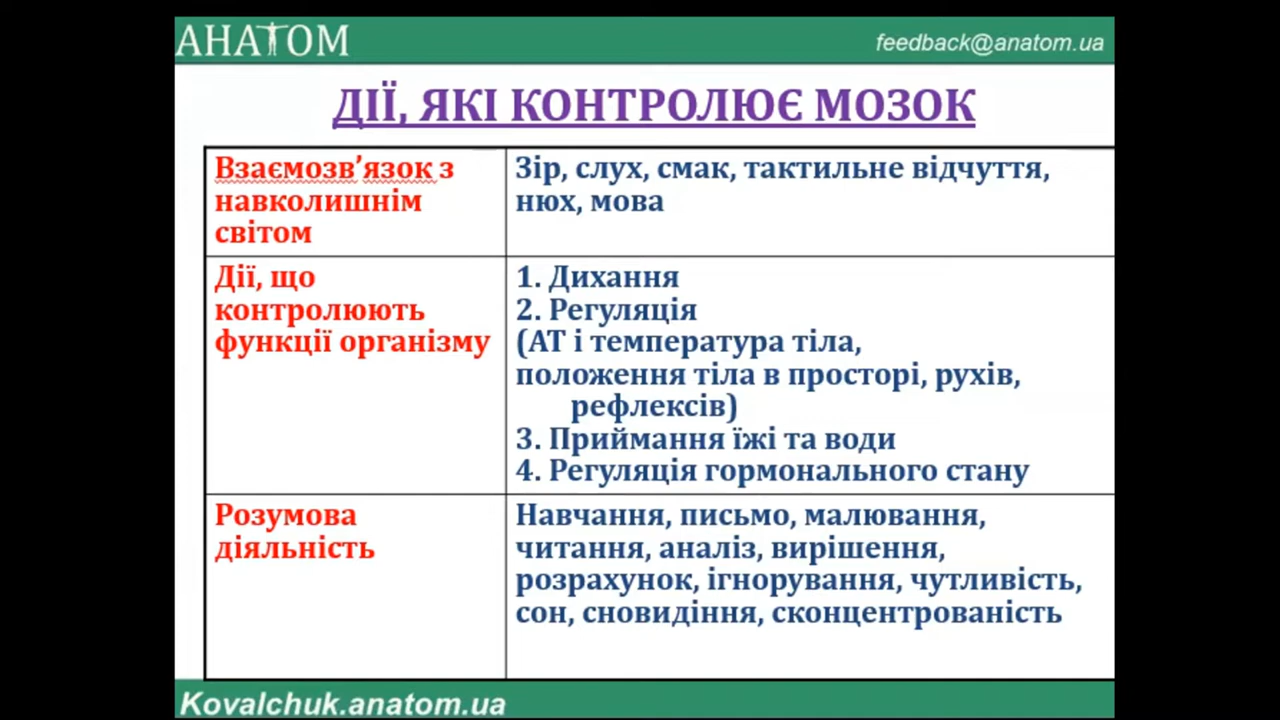 АНАТОМ
feedback@anatom.ua
ДІЇ, ЯКІ КОНТРОЛЮЄ МОЗОК
Взаємозв’язок з
навколишнім
світом
Зір, слух, смак, тактильне відчуття,
нюх, мова
Дії, що
контролюють
функції організму
1. Дихання
2. Регуляція
(АТ і температура тіла,
положення тіла в просторі, рухів,
рефлексів)
3. Приймання їжі та води
4. Регуляція гормонального стану
Розумова
діяльність
Навчання, письмо, малювання,
читання, аналіз, вирішення,
розрахунок, ігнорування, чутливість,
сон, сновидіння, сконцентрованість
Kovalchuk.anatom.ua